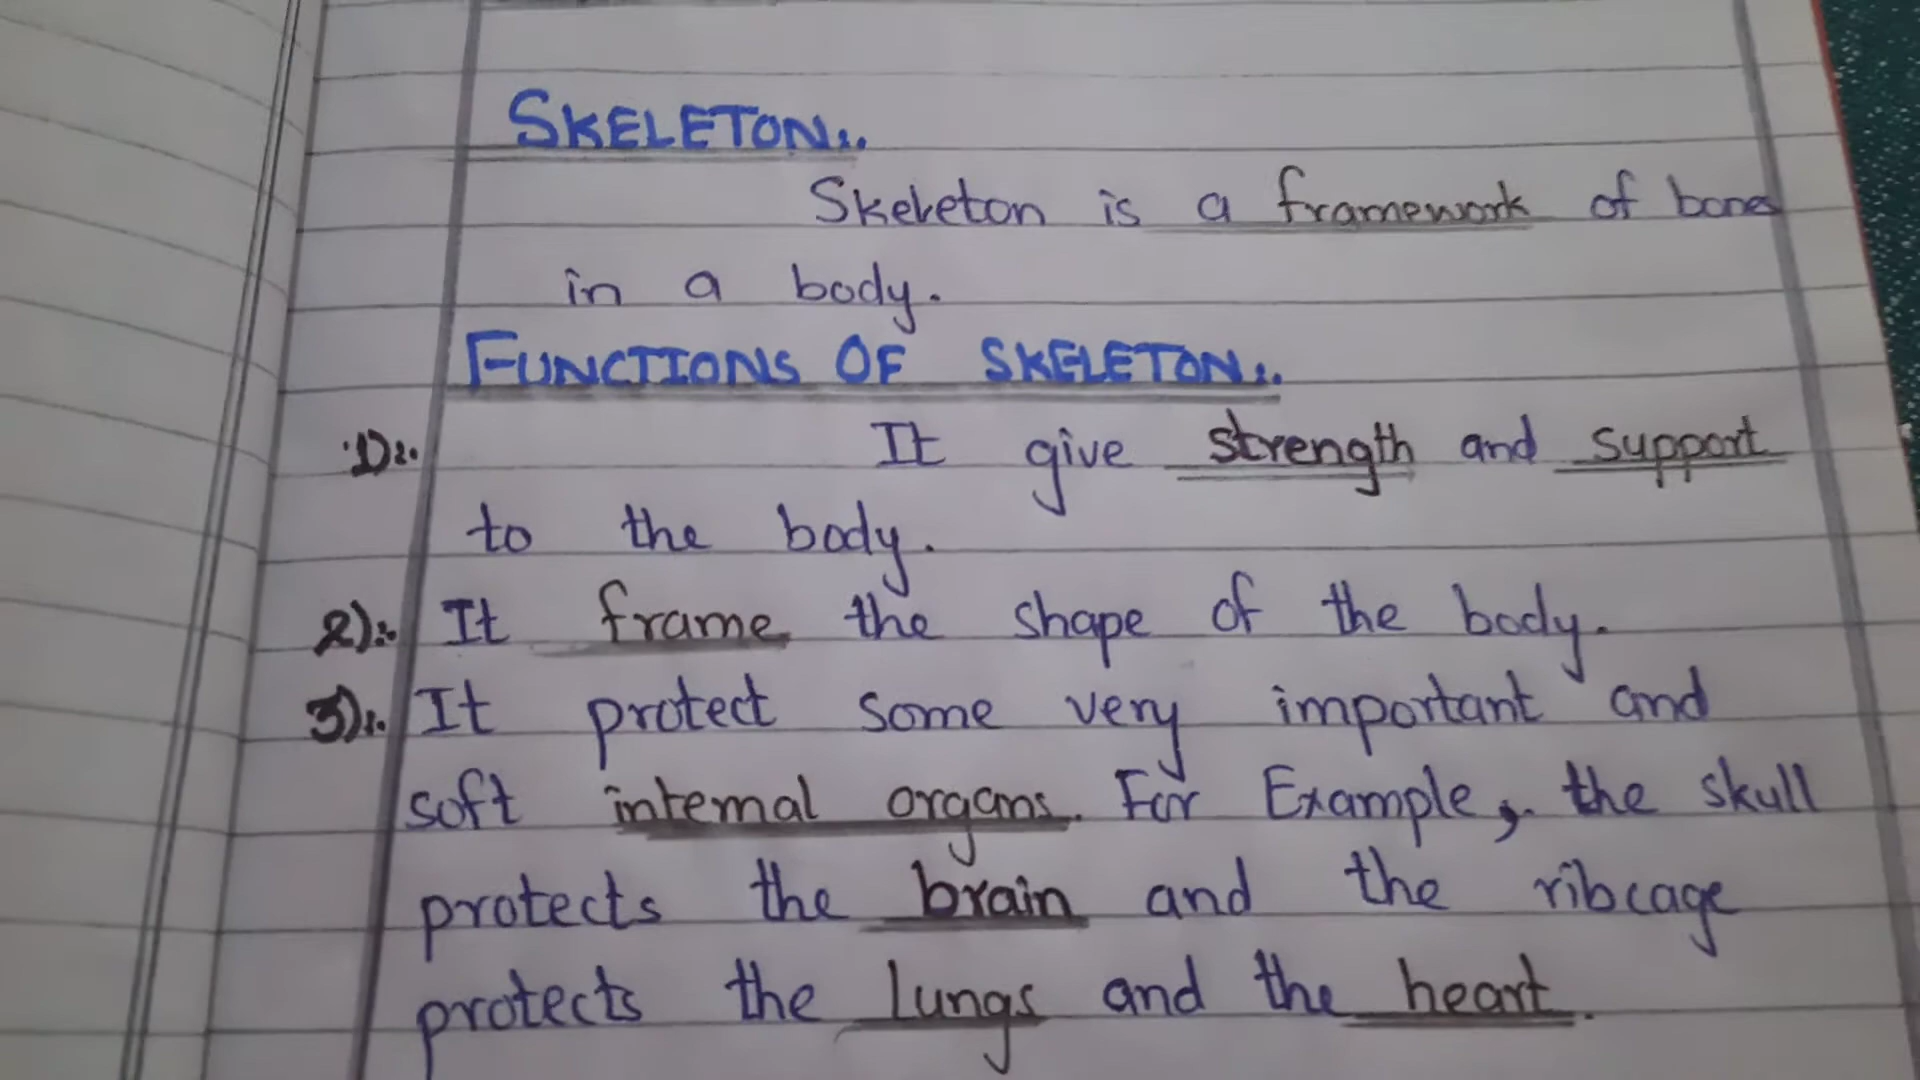 SKELETON:.
Skeleton is a framework of bones
in a body.
FUNCTIONS OF SKELETON:.
1):. It give strength and support
to the body.
2):. It frame the shape of the body.
3):. It protect some very important and
soft internal organs. For Example, the skull
protects the brain and the ribcage
protects the lungs and the heart.